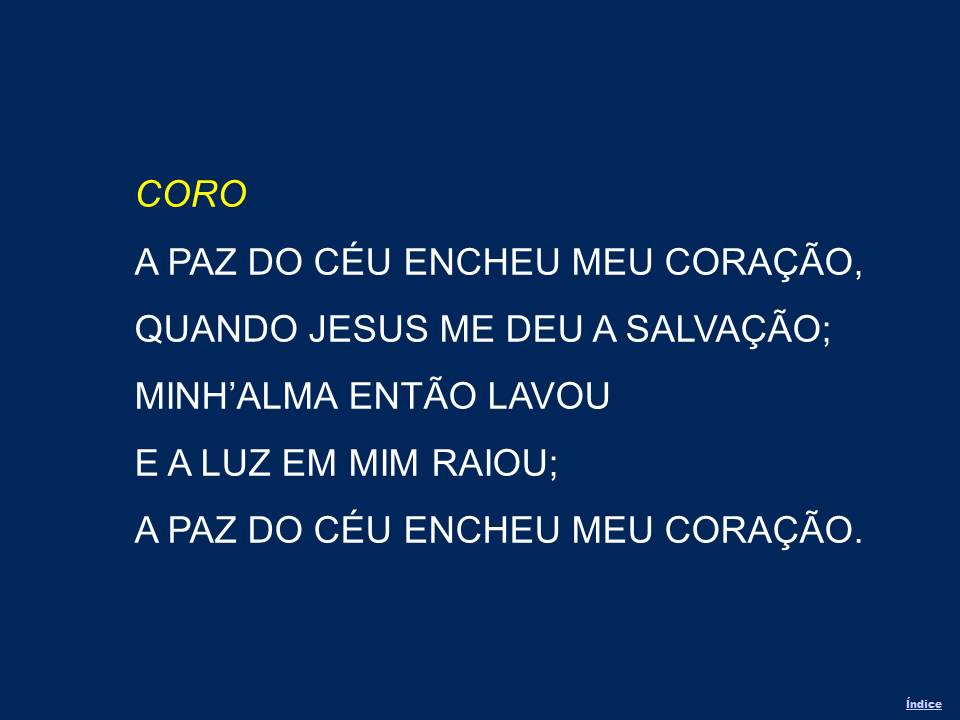 CORO
A PAZ DO CÉU ENCHEU MEU CORAÇÃO,
QUANDO JESUS ME DEU A SALVAÇÃO;
MINH’ALMA ENTÃO LAVOU
E A LUZ EM MIM RAIOU;
A PAZ DO CÉU ENCHEU MEU CORAÇÃO.
Índice